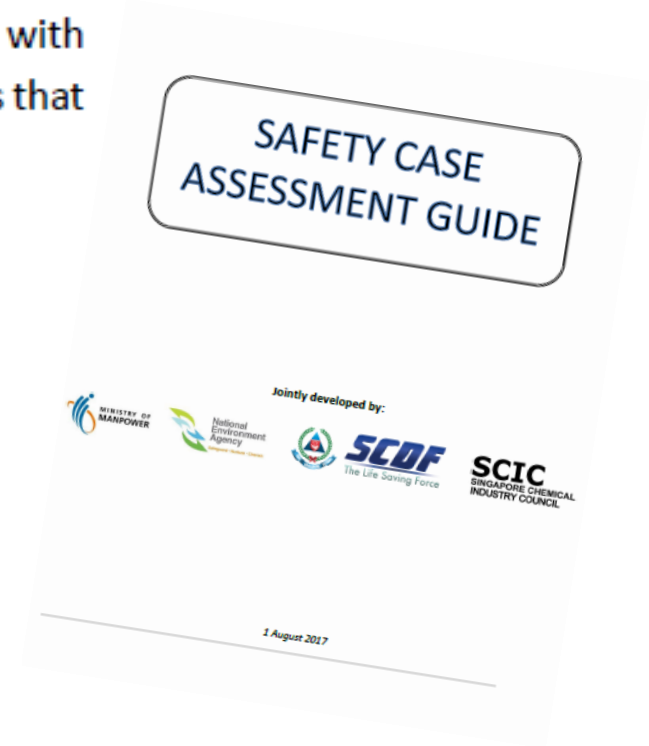 with
s that
SAFETY CASE
ASSESSMENT GUIDE
Jointly developed by:
MINISTRY OF
MANPOWER
National
Environment
Agency
SCDF
The Life Saving Force
SCIC
SINGAPORE CHEMICAL
INDUSTRY COUNCIL
1 August 2017